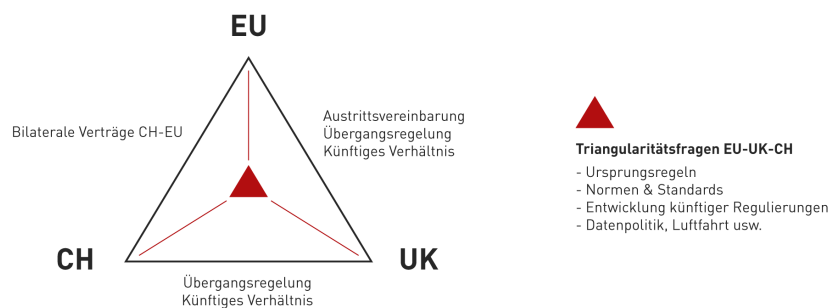 EU
Bilaterale Verträge CH-EU
Austrittsvereinbarung
Übergangsregelung
Künftiges Verhältnis
CH
UK
Übergangsregelung
Künftiges Verhältnis
Triangularitätsfragen EU-UK-CH
- Ursprungsregeln
- Normen & Standards
- Entwicklung künftiger Regulierungen
- Datenpolitik, Luftfahrt usw.